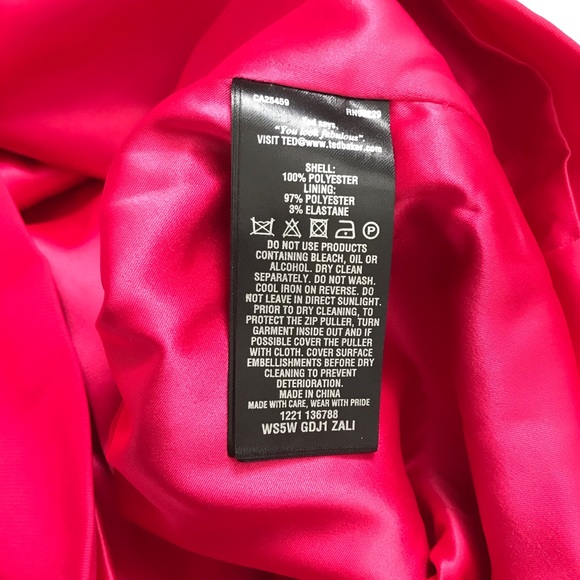 CA25459 RN93229
Ted says,
"You look fabulous".
VISIT TED@www.tedbaker.com
SHELL:
100% POLYESTER
LINING:
97% POLYESTER
3% ELASTANE
P
DO NOT USE PRODUCTS
CONTAINING BLEACH, OIL OR
ALCOHOL. DRY CLEAN
SEPARATELY. DO NOT WASH.
COOL IRON ON REVERSE. DO
NOT LEAVE IN DIRECT SUNLIGHT.
PRIOR TO DRY CLEANING, TO
PROTECT THE ZIP PULLER, TURN
GARMENT INSIDE OUT AND IF
POSSIBLE COVER THE PULLER
WITH CLOTH. COVER SURFACE
EMBELLISHMENTS BEFORE DRY
CLEANING TO PREVENT
DETERIORATION.
MADE IN CHINA
MADE WITH CARE, WEAR WITH PRIDE
1221 136788
WS5W GDJ1 ZALI